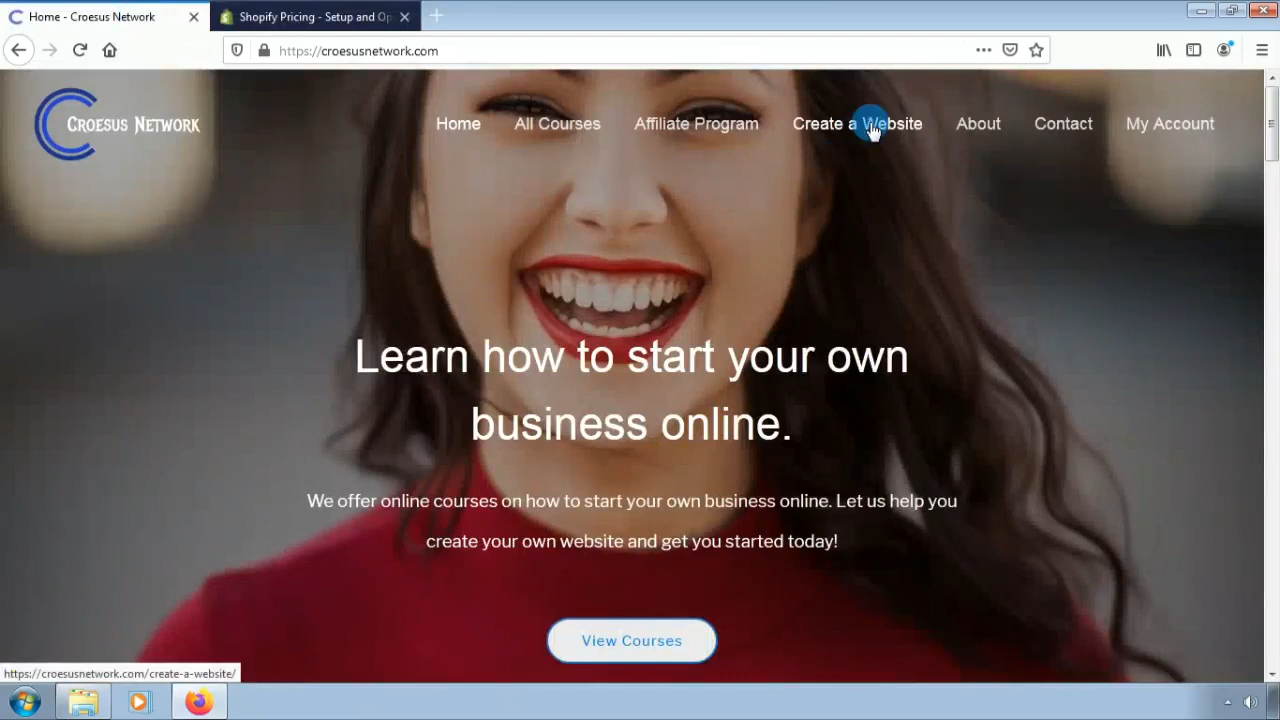 Home - Croesus Network
Shopify Pricing - Setup and Op
https://croesusnetwork.com
CROESUS NETWORK
Home All Courses Affiliate Program Create a Website About Contact My Account
Learn how to start your own
business online.
We offer online courses on how to start your own business online. Let us help you
create your own website and get you started today!
View Courses
https://croesusnetwork.com/create-a-website/